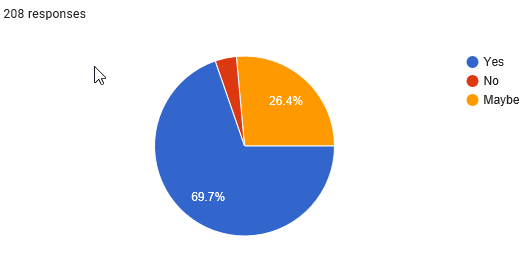 208 responses
Yes
No
Maybe
26.4%
69.7%